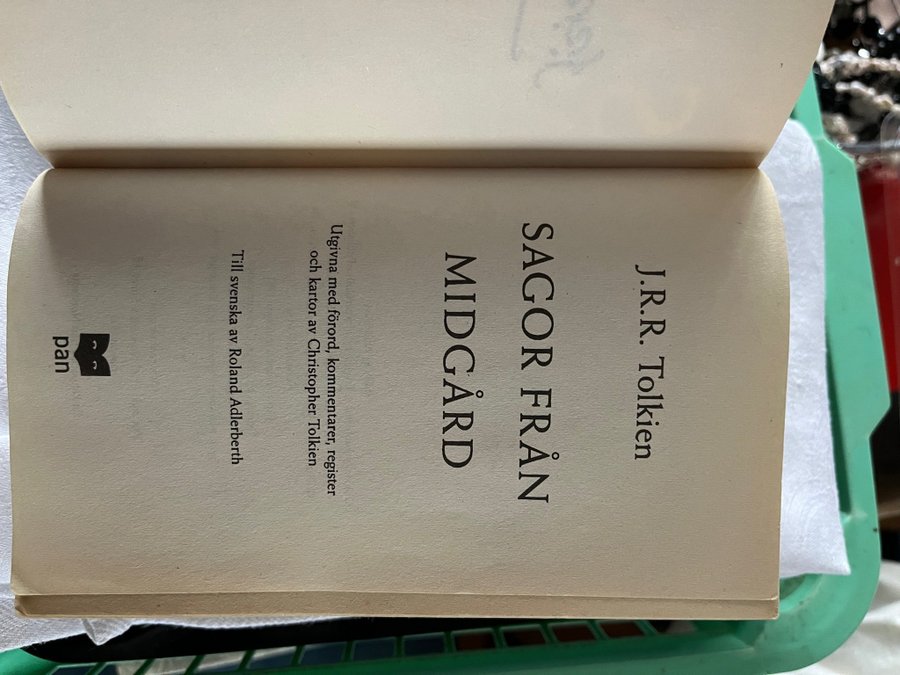 J.R.R. Tolkien
SAGOR FRÅN
MIDGÅRD
Utgivna med förord, kommentarer, register
och kartor av Christopher Tolkien
Till svenska av Roland Adlerberth
pan